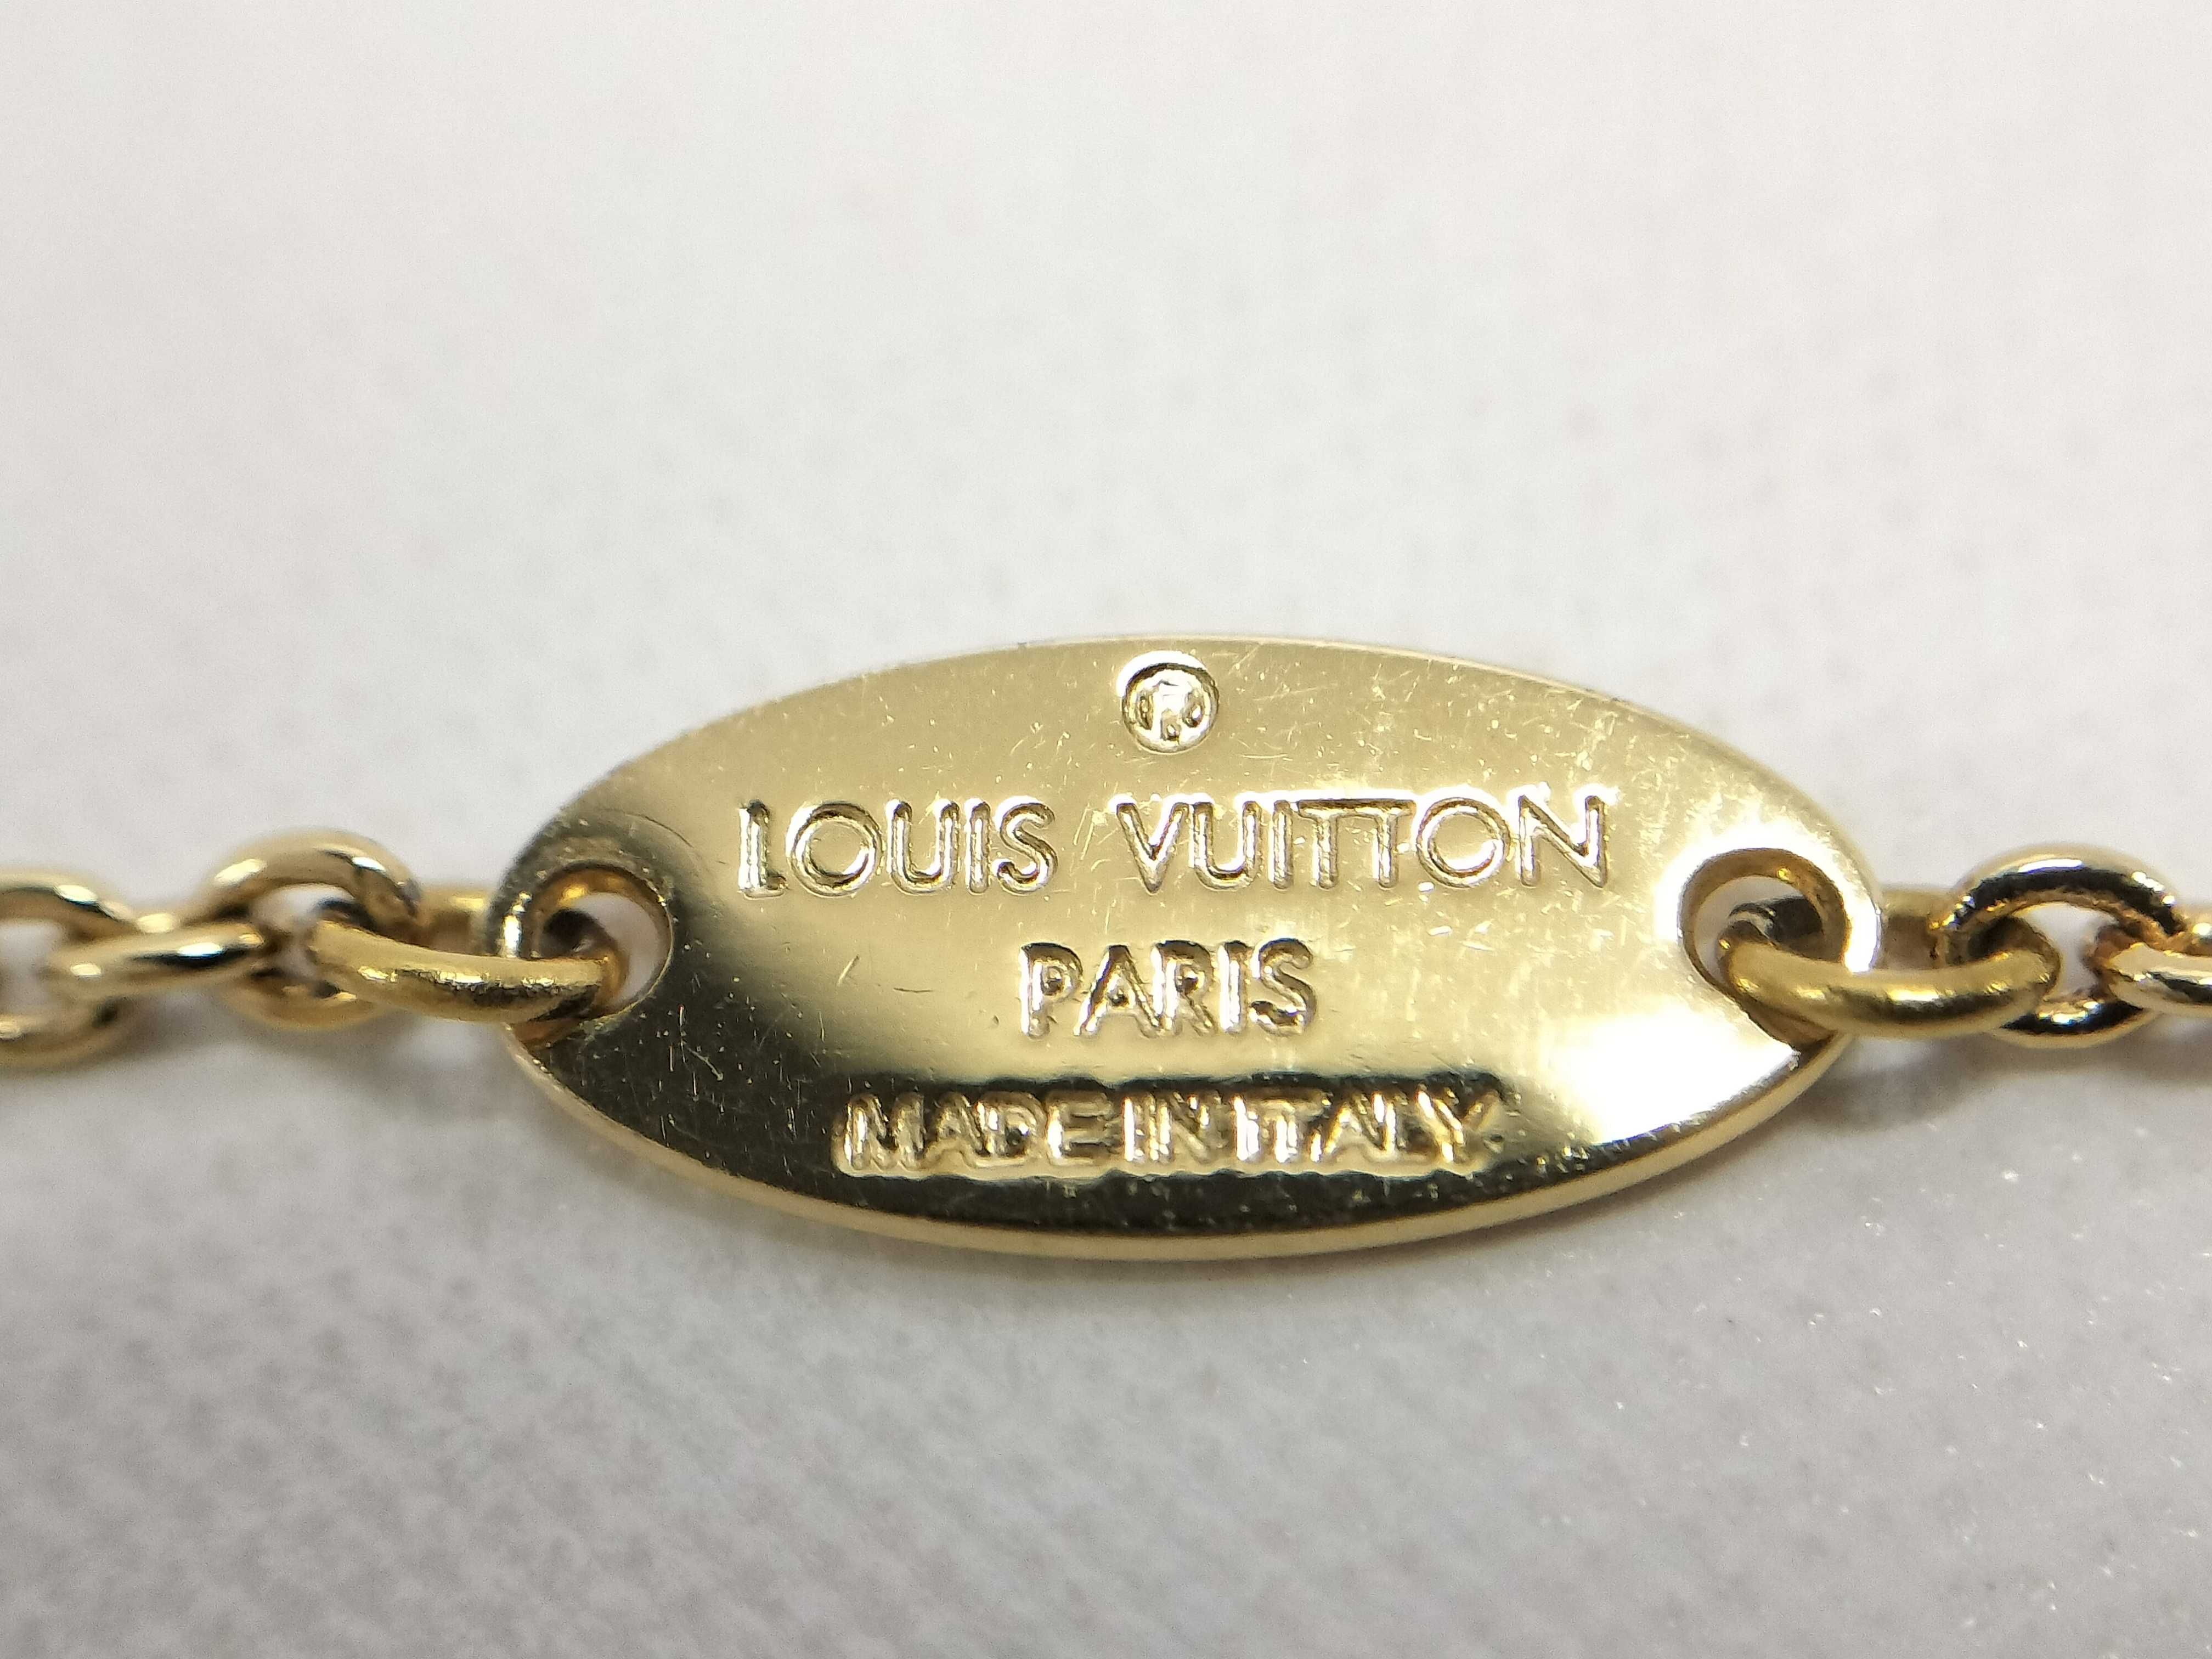 ®
LOUIS VUITTON
PARIS
MADE IN ITALY